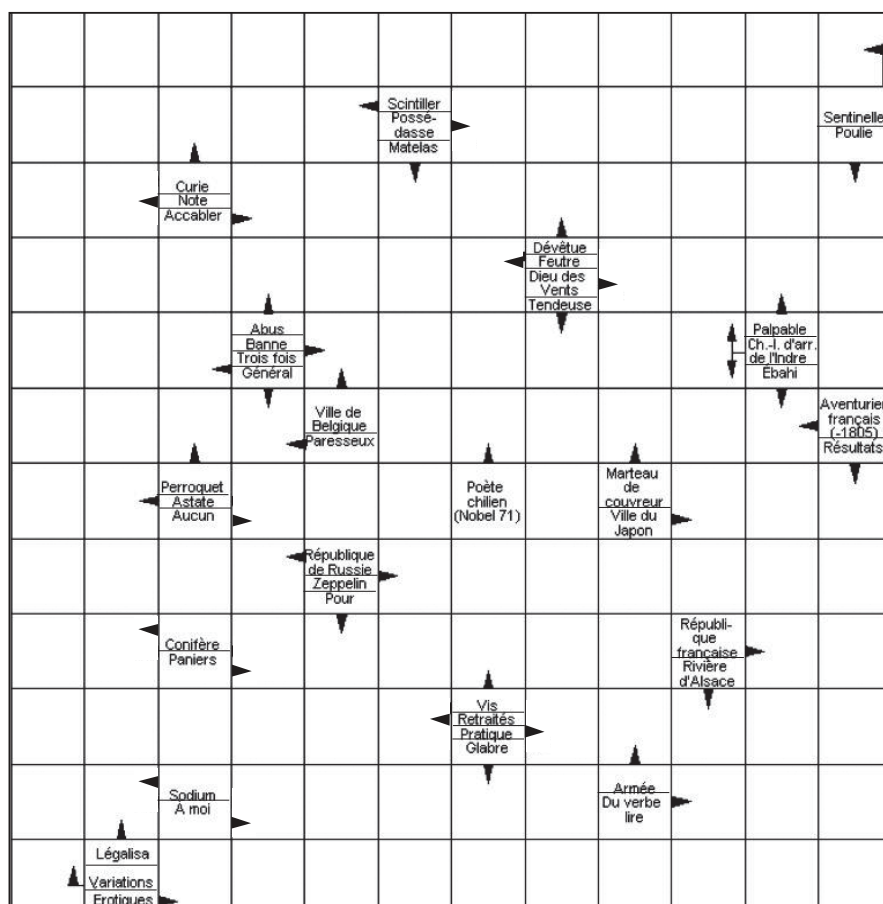 Scintiller
Possé-
dasse
Matelas
Sentinelle
Poulie
Curie
Note
Accabler
Dévêtue
Feutre
Dieu des
Vents
Tendeuse
Abus
Banne
Trois fois
Général
Palpable
Ch.-l. d'arr.
de l'Indre
Ebahi
Ville de
Belgique
Paresseux
Aventurier
français
(-1805)
Résultats
Perroquet
Astate
Aucun
Poète
chilien
(Nobel 71)
Marteau
de
couvreur
Ville du
Japon
République
de Russie
Zeppelin
Pour
Conifère
Paniers
Républi-
que
française
Rivière
d'Alsace
Vis
Retraités
Pratique
Glabre
Sodium
A moi
Armée
Du verbe
lire
Légalisa
Variations
Erotiques